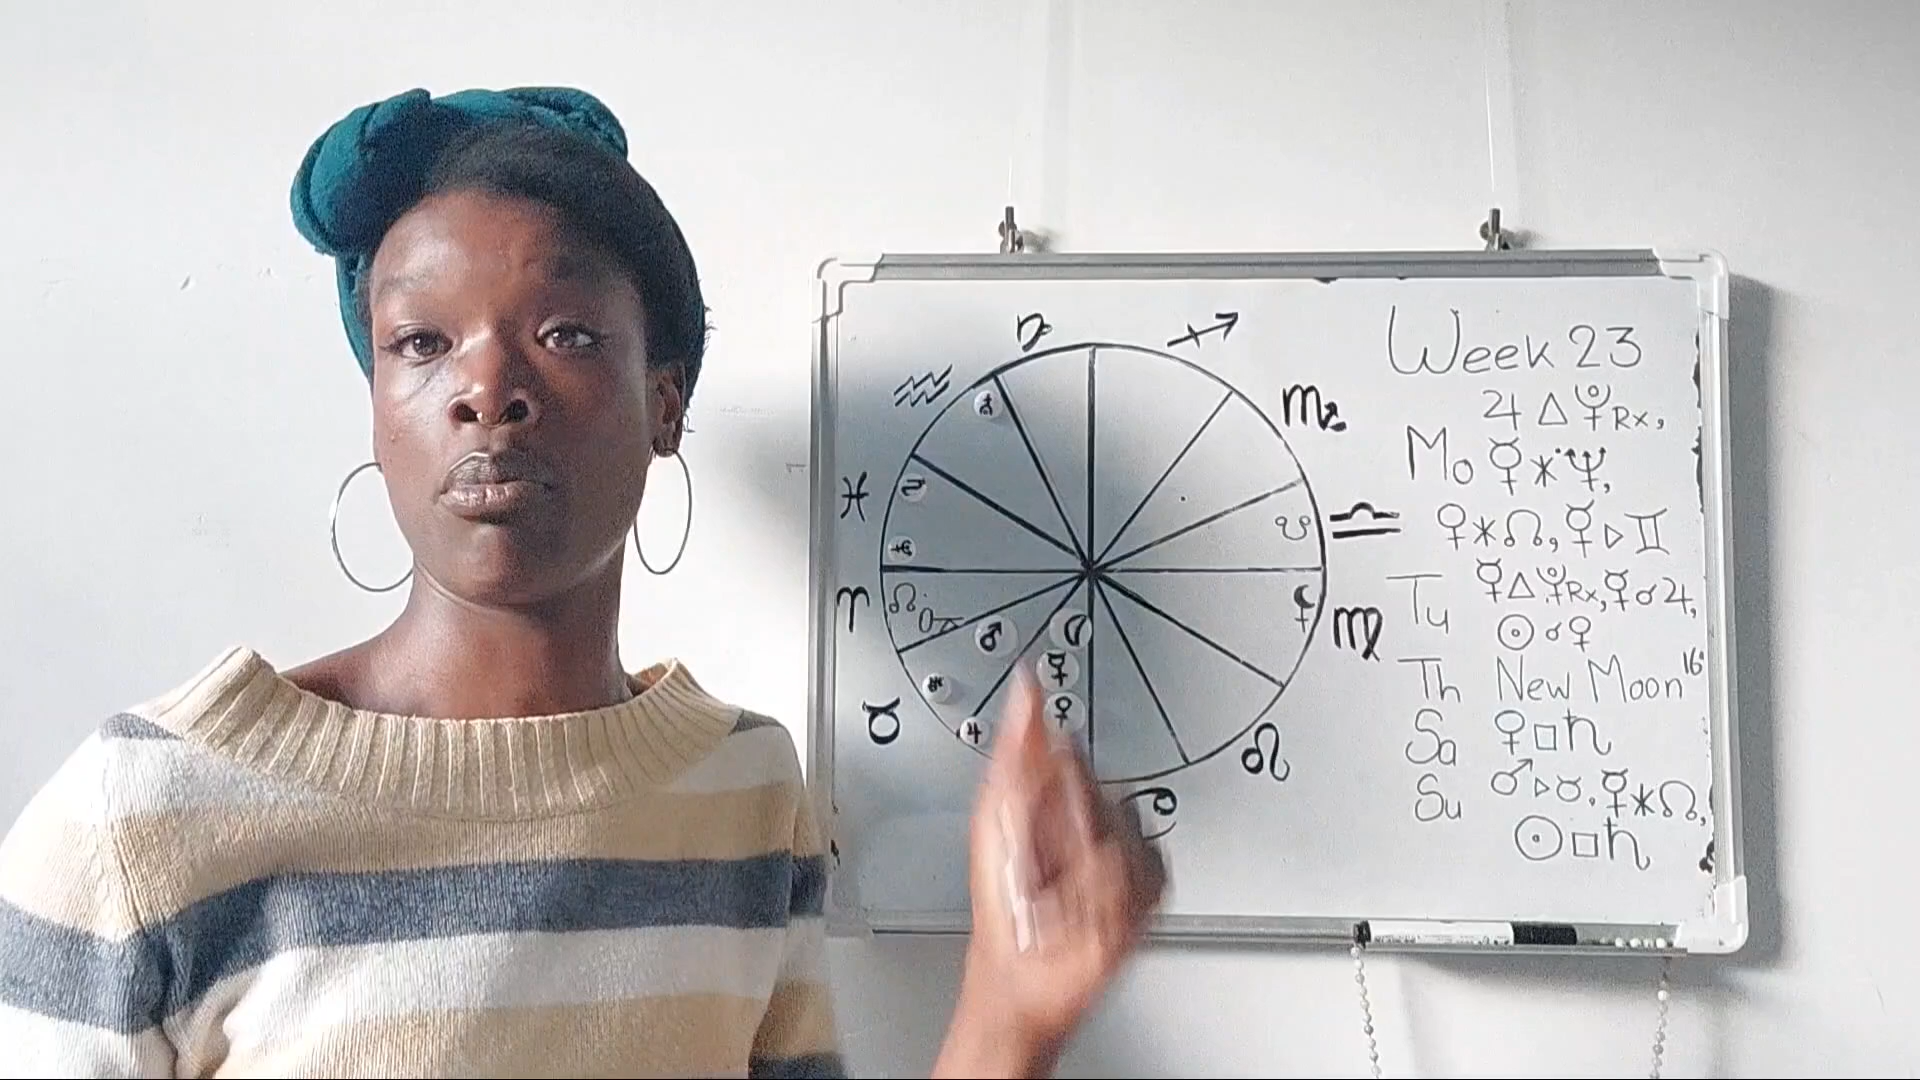 Week 23
♃ △ ⯓ Rx,
Mo ☿ ⚹ ♆,
♀ ⚹ ☊, ☿ ▷ ♊
Tu ☿ △ ⯓ Rx, ☿ ☌ ♃,
☉ ☌ ♀
Th New Moon 16°
Sa ♀ □ ♄
Su ♂ ▷ ♉, ☿ ⚹ ☊,
☉ □ ♄
♑ ♐
♒ ♏
♓ ♎
♈ ♍
♉ ♌
♋